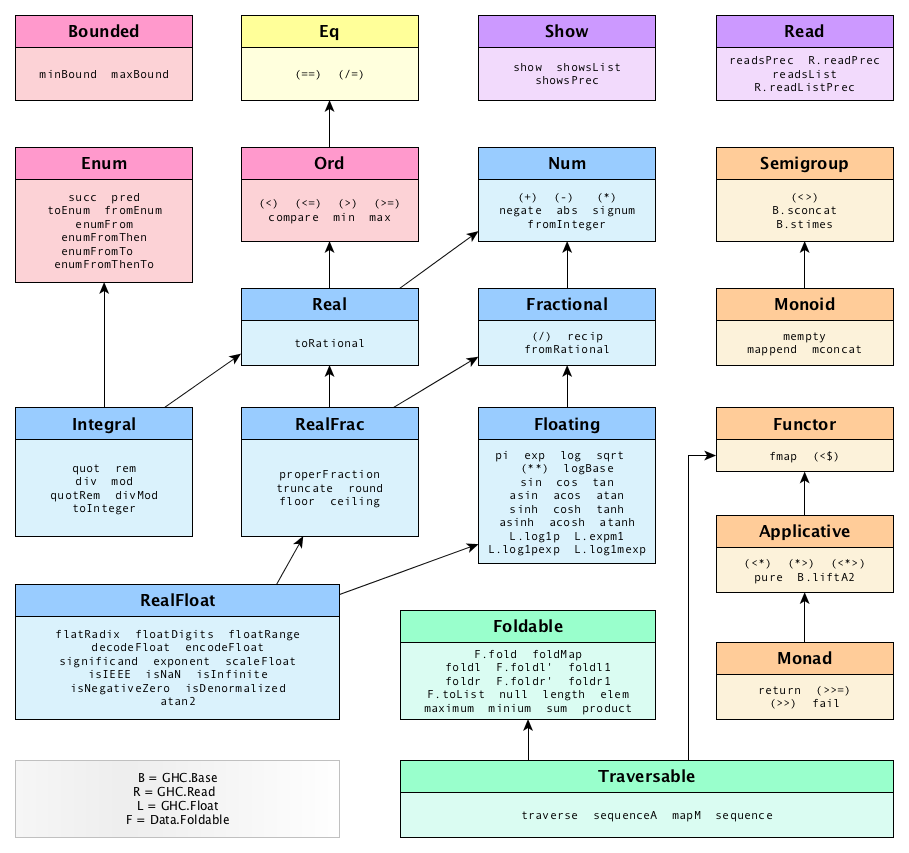 Bounded
minBound maxBound
Eq
(==) (/=)
Show
show showsList
showsPrec
Read
readsPrec R.readPrec
readsList
R.readListPrec
Enum
succ pred
toEnum fromEnum
enumFrom
enumFromThen
enumFromTo
enumFromThenTo
Ord
(<) (<=) (>) (>=)
compare min max
Num
(+) (-) (*)
negate abs signum
fromInteger
Semigroup
(<>)
B.sconcat
B.stimes
Real
toRational
Fractional
(/) recip
fromRational
Monoid
mempty
mappend mconcat
Integral
quot rem
div mod
quotRem divMod
toInteger
RealFrac
properFraction
truncate round
floor ceiling
Floating
pi exp log sqrt
(**) logBase
sin cos tan
asin acos atan
sinh cosh tanh
asinh acosh atanh
L.log1p L.expm1
L.log1pexp L.log1mexp
Functor
fmap (<$)
Applicative
(<*) (*>) (<*>)
pure B.liftA2
RealFloat
flatRadix floatDigits floatRange
decodeFloat encodeFloat
significand exponent scaleFloat
isIEEE isNaN isInfinite
isNegativeZero isDenormalized
atan2
Foldable
F.fold foldMap
foldl F.foldl' foldl1
foldr F.foldr' foldr1
F.toList null length elem
maximum minium sum product
Monad
return (>>=)
(>>) fail
B = GHC.Base
R = GHC.Read
L = GHC.Float
F = Data.Foldable
Traversable
traverse sequenceA mapM sequence